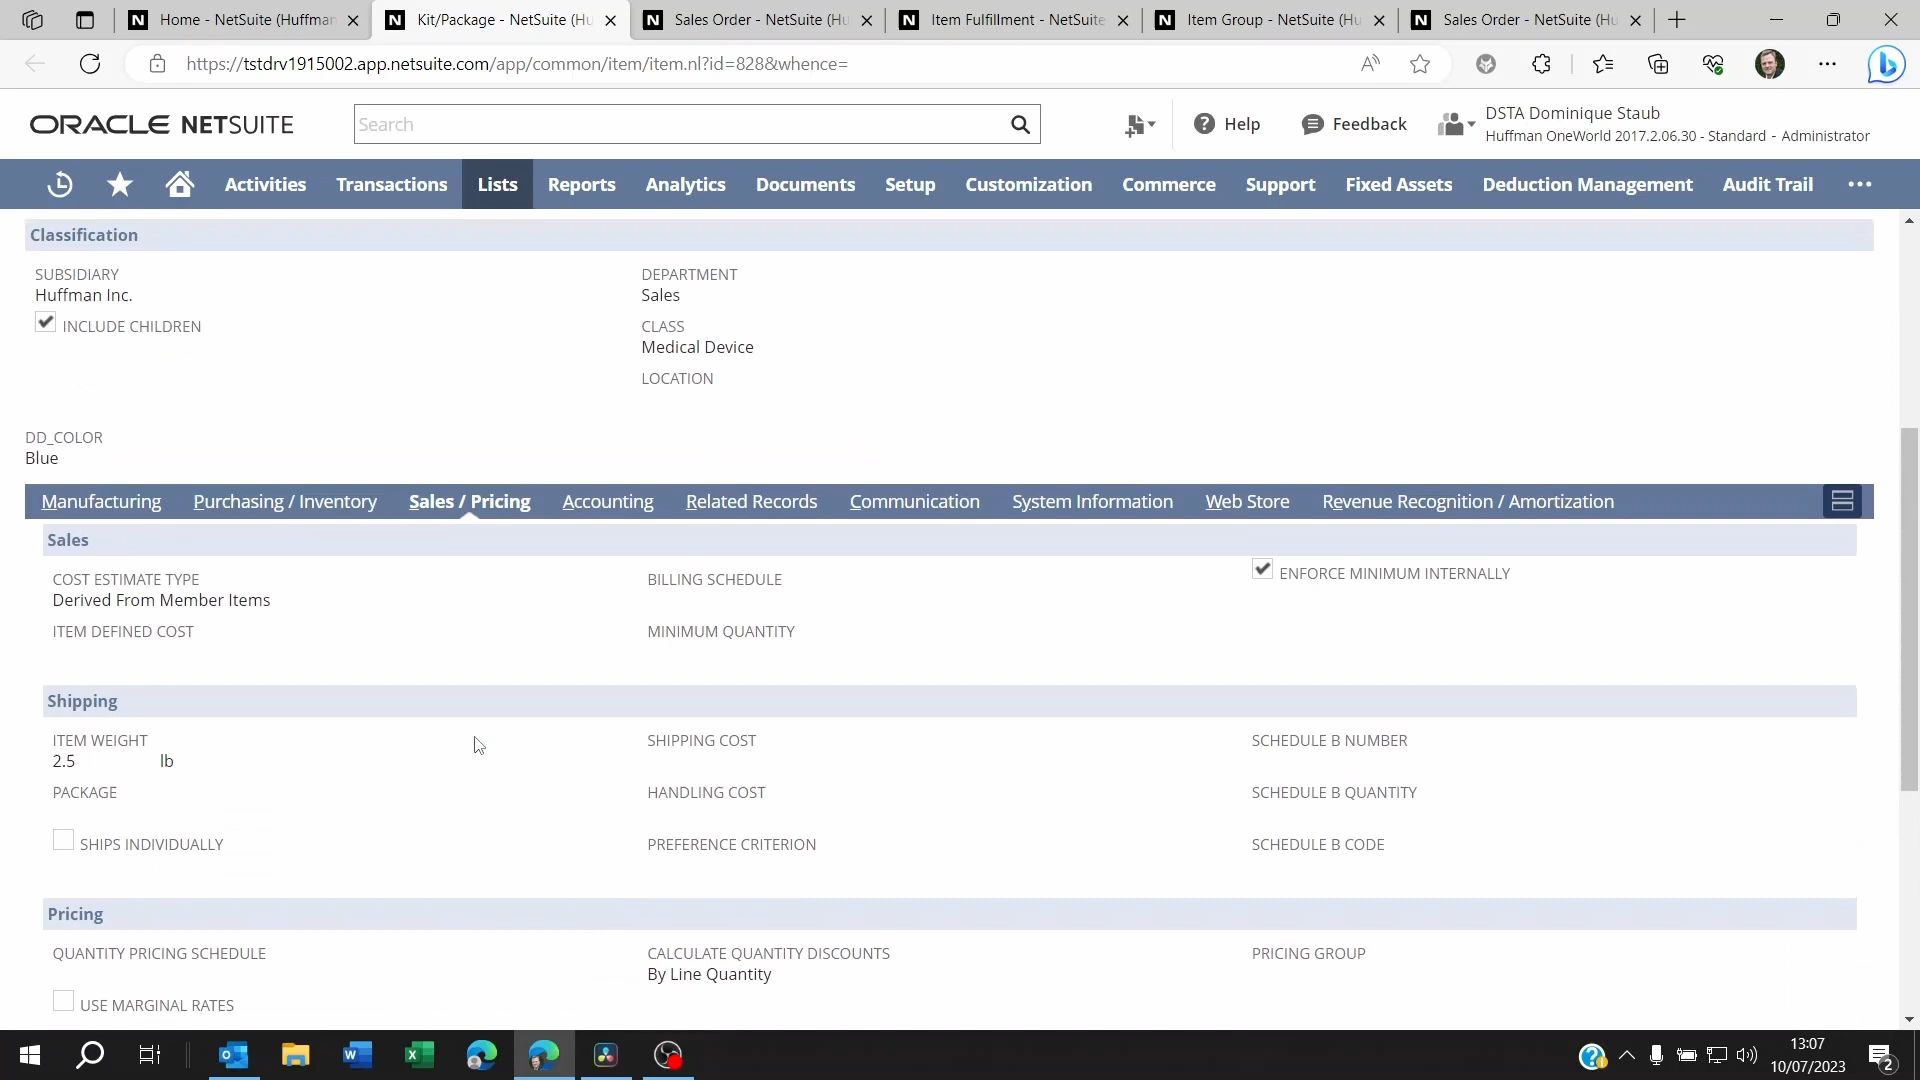 Home - NetSuite (Huffman
Kit/Package - NetSuite (Hu
Sales Order - NetSuite (Hu
Item Fulfillment - NetSuite
Item Group - NetSuite (Hu
Sales Order - NetSuite (Hu
https://tstdrv1915002.app.netsuite.com/app/common/item/item.nl?id=828&whence=
ORACLE NETSUITE
Search
Help
Feedback
DSTA Dominique Staub
Huffman OneWorld 2017.2.06.30 - Standard - Administrator
Activities Transactions Lists Reports Analytics Documents Setup Customization Commerce Support Fixed Assets Deduction Management Audit Trail
Classification
SUBSIDIARY
Huffman Inc.
INCLUDE CHILDREN
DEPARTMENT
Sales
CLASS
Medical Device
LOCATION
DD_COLOR
Blue
Manufacturing Purchasing / Inventory Sales / Pricing Accounting Related Records Communication System Information Web Store Revenue Recognition / Amortization
Sales
COST ESTIMATE TYPE
Derived From Member Items
ITEM DEFINED COST
BILLING SCHEDULE
MINIMUM QUANTITY
ENFORCE MINIMUM INTERNALLY
Shipping
ITEM WEIGHT
2.5 lb
PACKAGE
SHIPS INDIVIDUALLY
SHIPPING COST
HANDLING COST
PREFERENCE CRITERION
SCHEDULE B NUMBER
SCHEDULE B QUANTITY
SCHEDULE B CODE
Pricing
QUANTITY PRICING SCHEDULE
USE MARGINAL RATES
CALCULATE QUANTITY DISCOUNTS
By Line Quantity
PRICING GROUP
13:07
10/07/2023
2